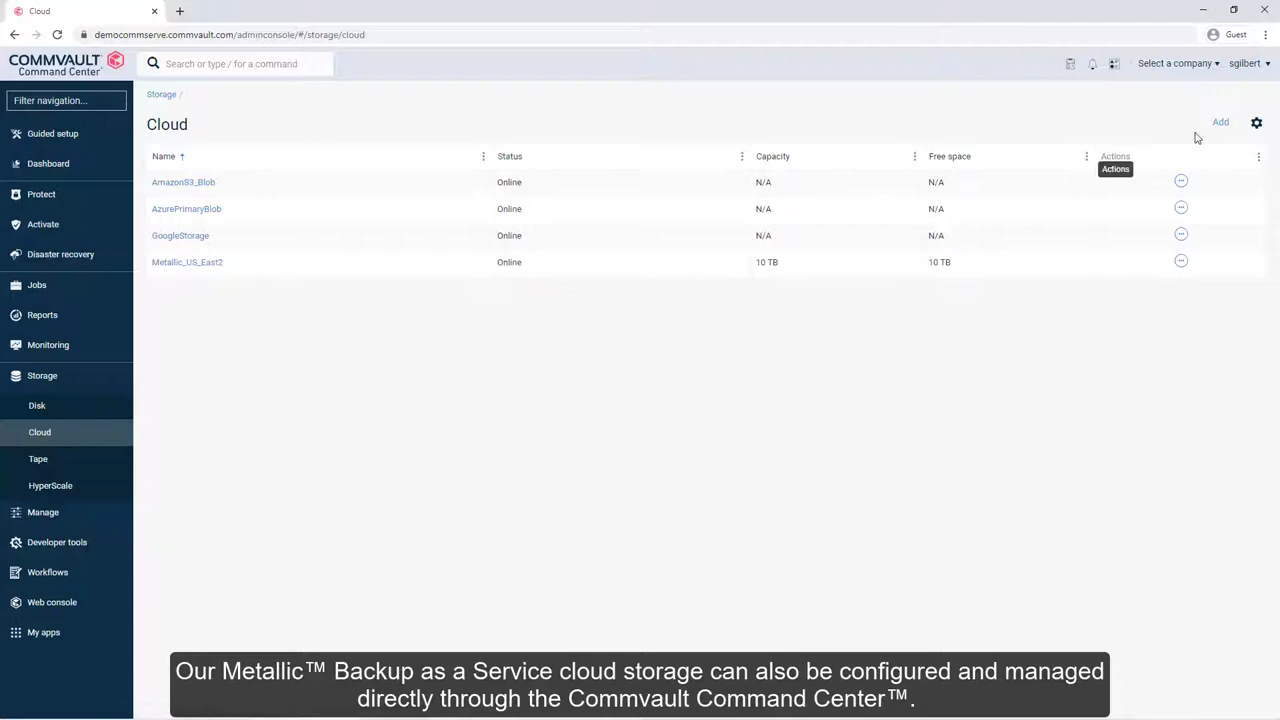 Cloud
democommserve.commvault.com/adminconsole/#/storage/cloud
Guest
COMMVAULT
Command Center™
Search or type / for a command
Select a company
sgilbert
Filter navigation...
Guided setup
Dashboard
Protect
Activate
Disaster recovery
Jobs
Reports
Monitoring
Storage
Disk
Cloud
Tape
HyperScale
Manage
Developer tools
Workflows
Web console
My apps
Storage /
Cloud
Add
Name Status Capacity Free space Actions
Actions
AmazonS3_Blob Online N/A N/A
AzurePrimaryBlob Online N/A N/A
GoogleStorage Online N/A N/A
Metallic_US_East2 Online 10 TB 10 TB
Our Metallic™ Backup as a Service cloud storage can also be configured and managed
directly through the Commvault Command Center™.